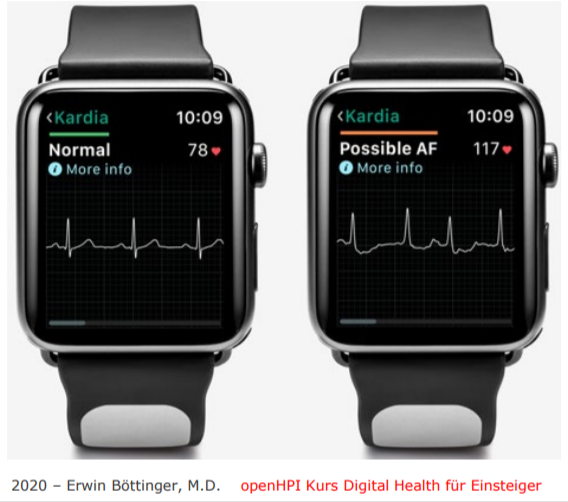 ‹Kardia 10:09
Normal 78
i More info
‹Kardia 10:09
Possible AF 117
i More info
2020 – Erwin Böttinger, M.D. openHPI Kurs Digital Health für Einsteiger